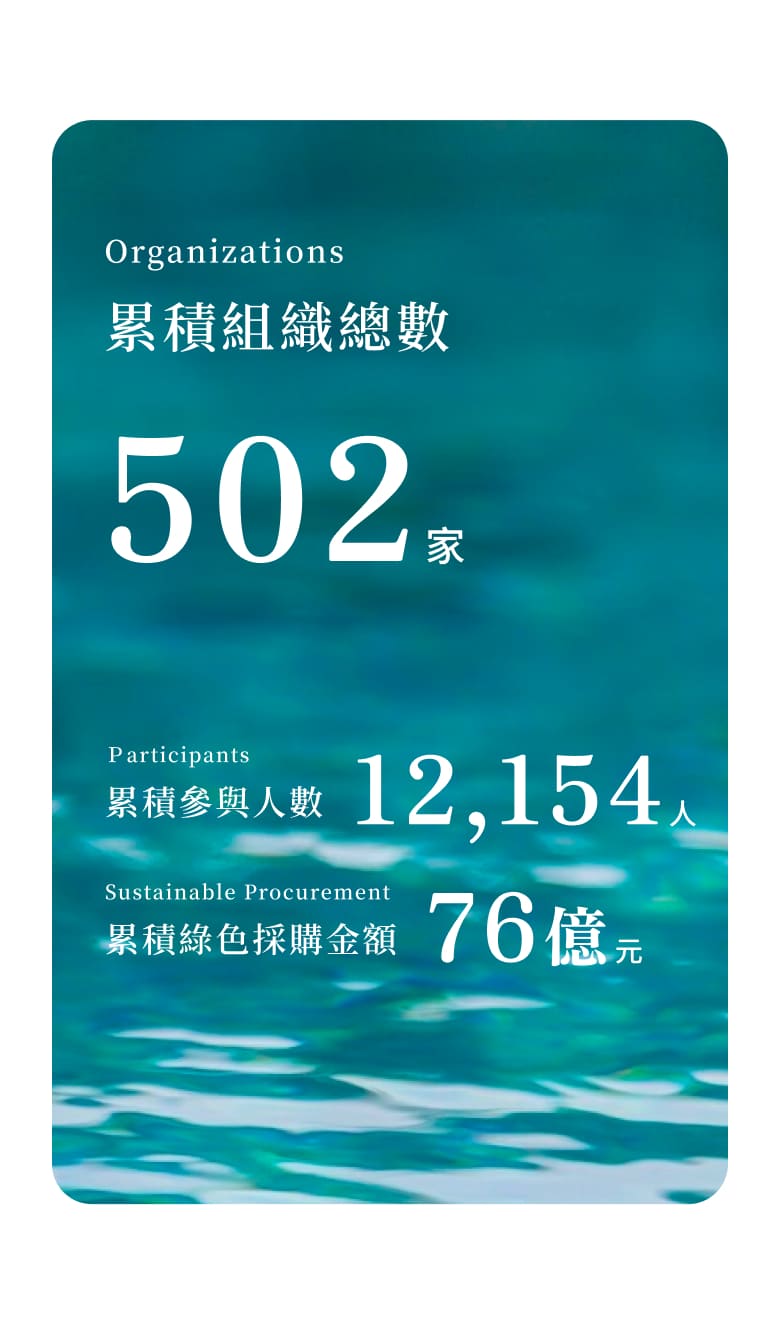 Organizations
累積組織總數
502家
Participants
累積參與人數 12,154人
Sustainable Procurement
累積綠色採購金額 76億元